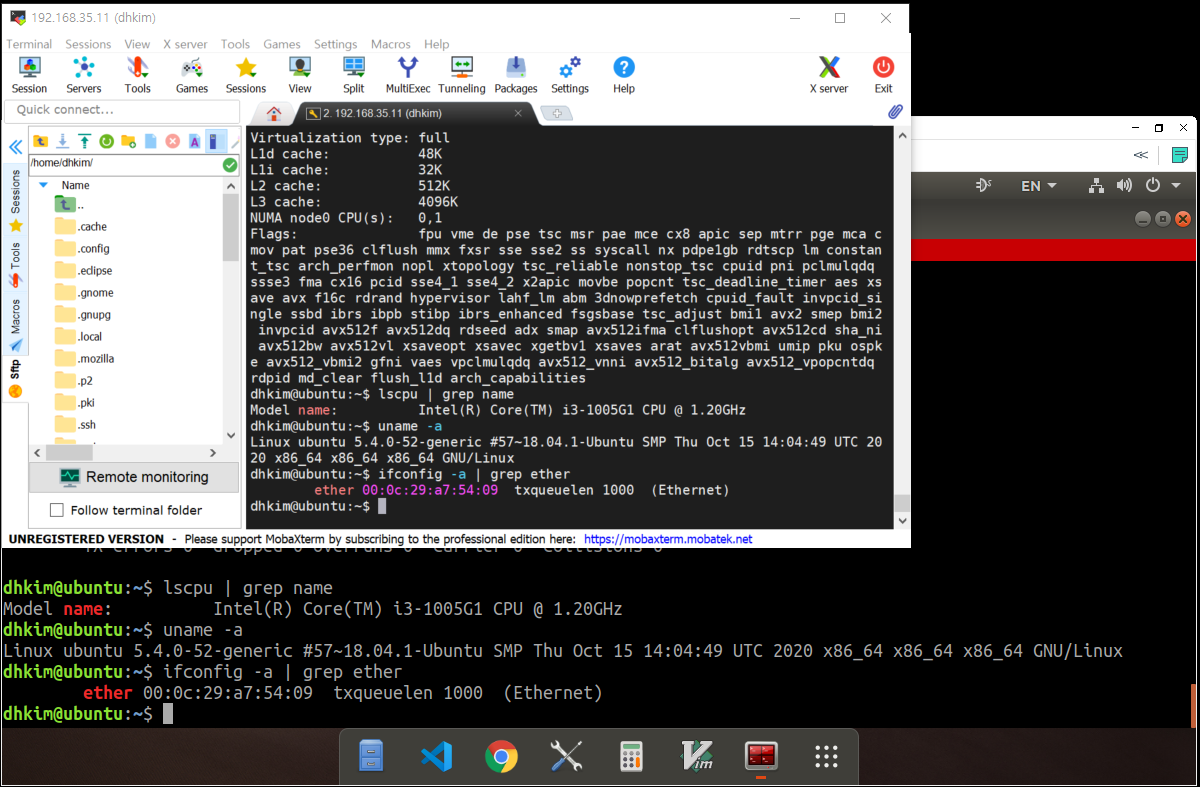 192.168.35.11 (dhkim)
Terminal Sessions View X server Tools Games Settings Macros Help
Session Servers Tools Games Sessions View Split MultiExec Tunneling Packages Settings Help X server Exit
Quick connect...
2. 192.168.35.11 (dhkim)
/home/dhkim/
Name
..
.cache
.config
.eclipse
.gnome
.gnupg
.local
.mozilla
.p2
.pki
.ssh
Sessions
Tools
Macros
Sftp
Remote monitoring
Follow terminal folder
Virtualization type: full
L1d cache: 48K
L1i cache: 32K
L2 cache: 512K
L3 cache: 4096K
NUMA node0 CPU(s): 0,1
Flags: fpu vme de pse tsc msr pae mce cx8 apic sep mtrr pge mca c
mov pat pse36 clflush mmx fxsr sse sse2 ss syscall nx pdpe1gb rdtscp lm constan
t_tsc arch_perfmon nopl xtopology tsc_reliable nonstop_tsc cpuid pni pclmulqdq
ssse3 fma cx16 pcid sse4_1 sse4_2 x2apic movbe popcnt tsc_deadline_timer aes xs
ave avx f16c rdrand hypervisor lahf_lm abm 3dnowprefetch cpuid_fault invpcid_si
ngle ssbd ibrs ibpb stibp ibrs_enhanced fsgsbase tsc_adjust bmi1 avx2 smep bmi2
invpcid avx512f avx512dq rdseed adx smap avx512ifma clflushopt avx512cd sha_ni
avx512bw avx512vl xsaveopt xsavec xgetbv1 xsaves arat avx512vbmi umip pku ospk
e avx512_vbmi2 gfni vaes vpclmulqdq avx512_vnni avx512_bitalg avx512_vpopcntdq
rdpid md_clear flush_l1d arch_capabilities
dhkim@ubuntu:~$ lscpu | grep name
Model name: Intel(R) Core(TM) i3-1005G1 CPU @ 1.20GHz
dhkim@ubuntu:~$ uname -a
Linux ubuntu 5.4.0-52-generic #57~18.04.1-Ubuntu SMP Thu Oct 15 14:04:49 UTC 20
20 x86_64 x86_64 x86_64 GNU/Linux
dhkim@ubuntu:~$ ifconfig -a | grep ether
ether 00:0c:29:a7:54:09 txqueuelen 1000 (Ethernet)
dhkim@ubuntu:~$
UNREGISTERED VERSION - Please support MobaXterm by subscribing to the professional edition here: https://mobaxterm.mobatek.net
EN
dhkim@ubuntu:~$ lscpu | grep name
Model name: Intel(R) Core(TM) i3-1005G1 CPU @ 1.20GHz
dhkim@ubuntu:~$ uname -a
Linux ubuntu 5.4.0-52-generic #57~18.04.1-Ubuntu SMP Thu Oct 15 14:04:49 UTC 2020 x86_64 x86_64 x86_64 GNU/Linux
dhkim@ubuntu:~$ ifconfig -a | grep ether
ether 00:0c:29:a7:54:09 txqueuelen 1000 (Ethernet)
dhkim@ubuntu:~$
Vim